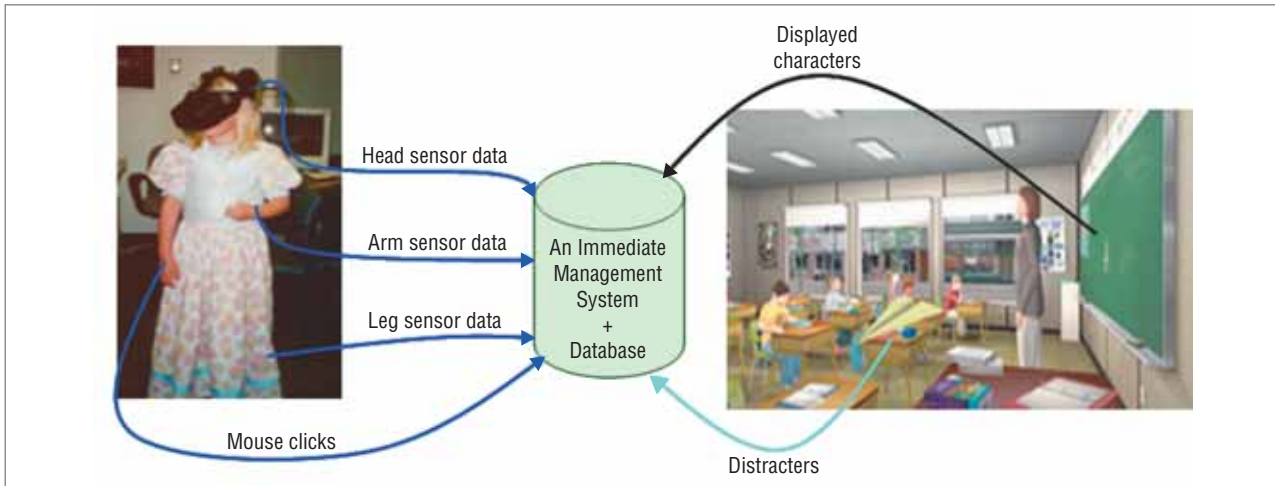 Displayed
characters
Head sensor data
Arm sensor data
Leg sensor data
Mouse clicks
An Immediate
Management
System
+
Database
Distracters